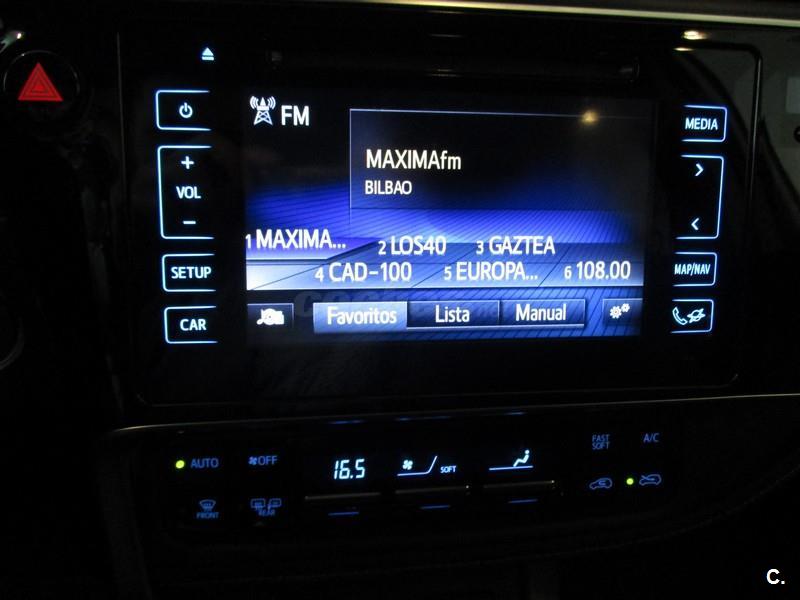 FM
MAXIMAfm
BILBAO
1 MAXIMA... 2 LOS40 3 GAZTEA
4 CAD-100 5 EUROPA... 6 108.00
Favoritos Lista Manual
+
VOL
−
SETUP
CAR
MEDIA
MAP/NAV
AUTO OFF
16.5
SOFT
FAST
SOFT
A/C
FRONT
REAR
C.